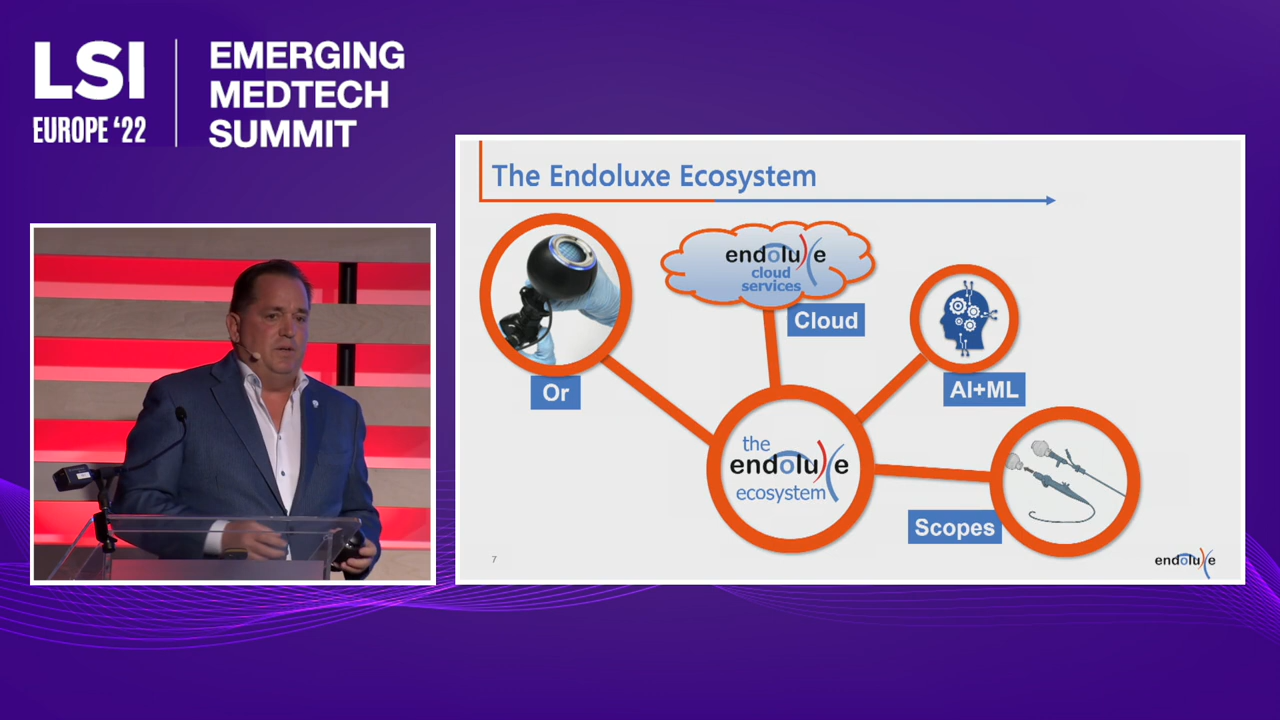 LSI
EUROPE ‘22
EMERGING
MEDTECH
SUMMIT
The Endoluxe Ecosystem
endoluxe
cloud
services
Cloud
Or
AI+ML
the
endoluxe
ecosystem
Scopes
7
endoluxe